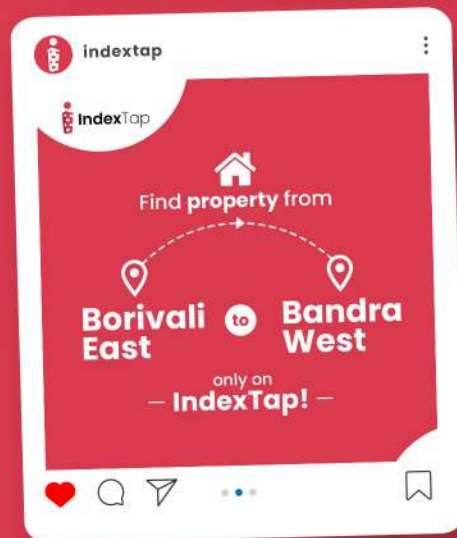 indextap
IndexTap
Find property from
Borivali East
to
Bandra West
only on
– IndexTap! –